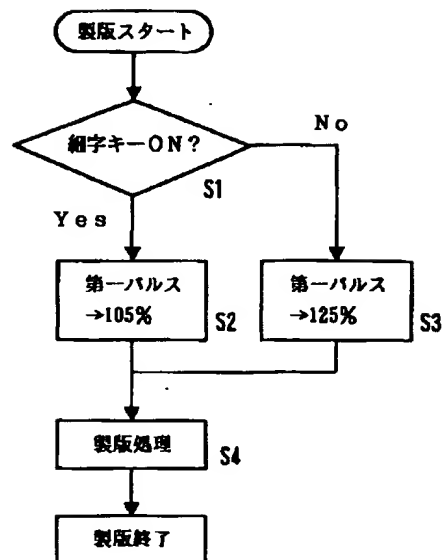 製版スタート
細字キーON?
S1
No
Yes
第一パルス
→105%
S2
第一パルス
→125%
S3
製版処理
S4
製版終了